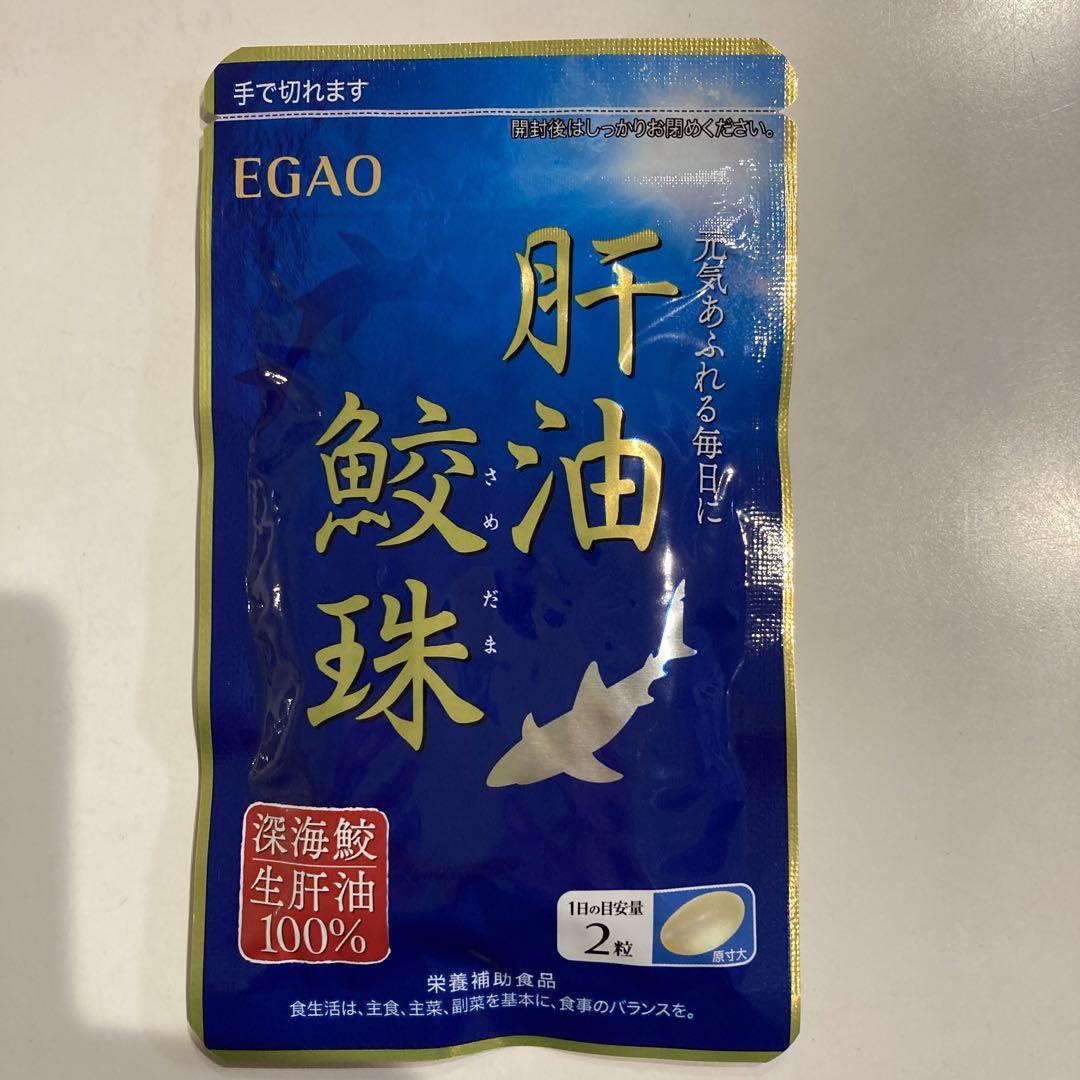 手で切れます
開封後はしっかりお閉めください。
EGAO
元気あふれる毎日に
肝油
鮫珠
さめだま
深海鮫
生肝油
100%
1日の目安量
2粒
原寸大
栄養補助食品
食生活は、主食、主菜、副菜を基本に、食事のバランスを。